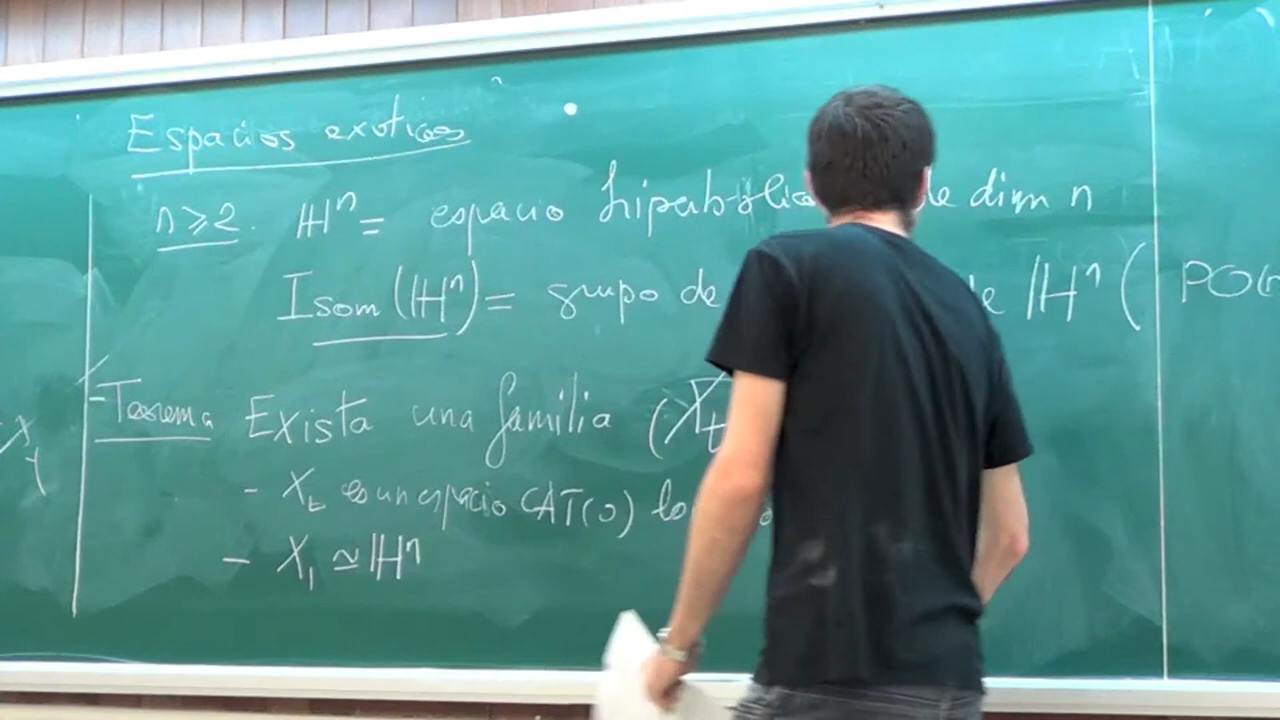 Espacios exoticos
n ≥ 2. ℍⁿ = espacio hiperbólico de dim n
Isom (ℍⁿ) = grupo de de ℍⁿ ( PO(
Teorema Exista una familia (X_t
- X_t es un espacio CAT(0)
- X₁ ≃ ℍⁿ